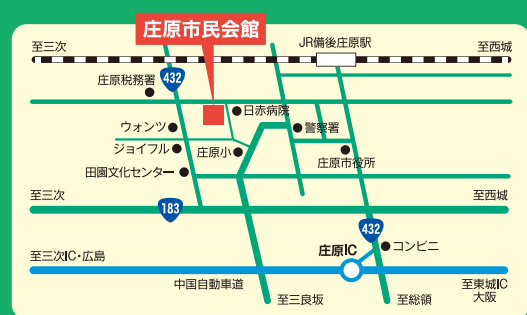 庄原市民会館
JR備後庄原駅
至三次
至西城
庄原税務署
432
日赤病院
ウォンツ
警察署
ジョイフル
庄原小
庄原市役所
田園文化センター
至三次
至西城
183
432
至三次IC・広島
庄原IC
コンビニ
中国自動車道
至東城IC
大阪
至三良坂
至総領